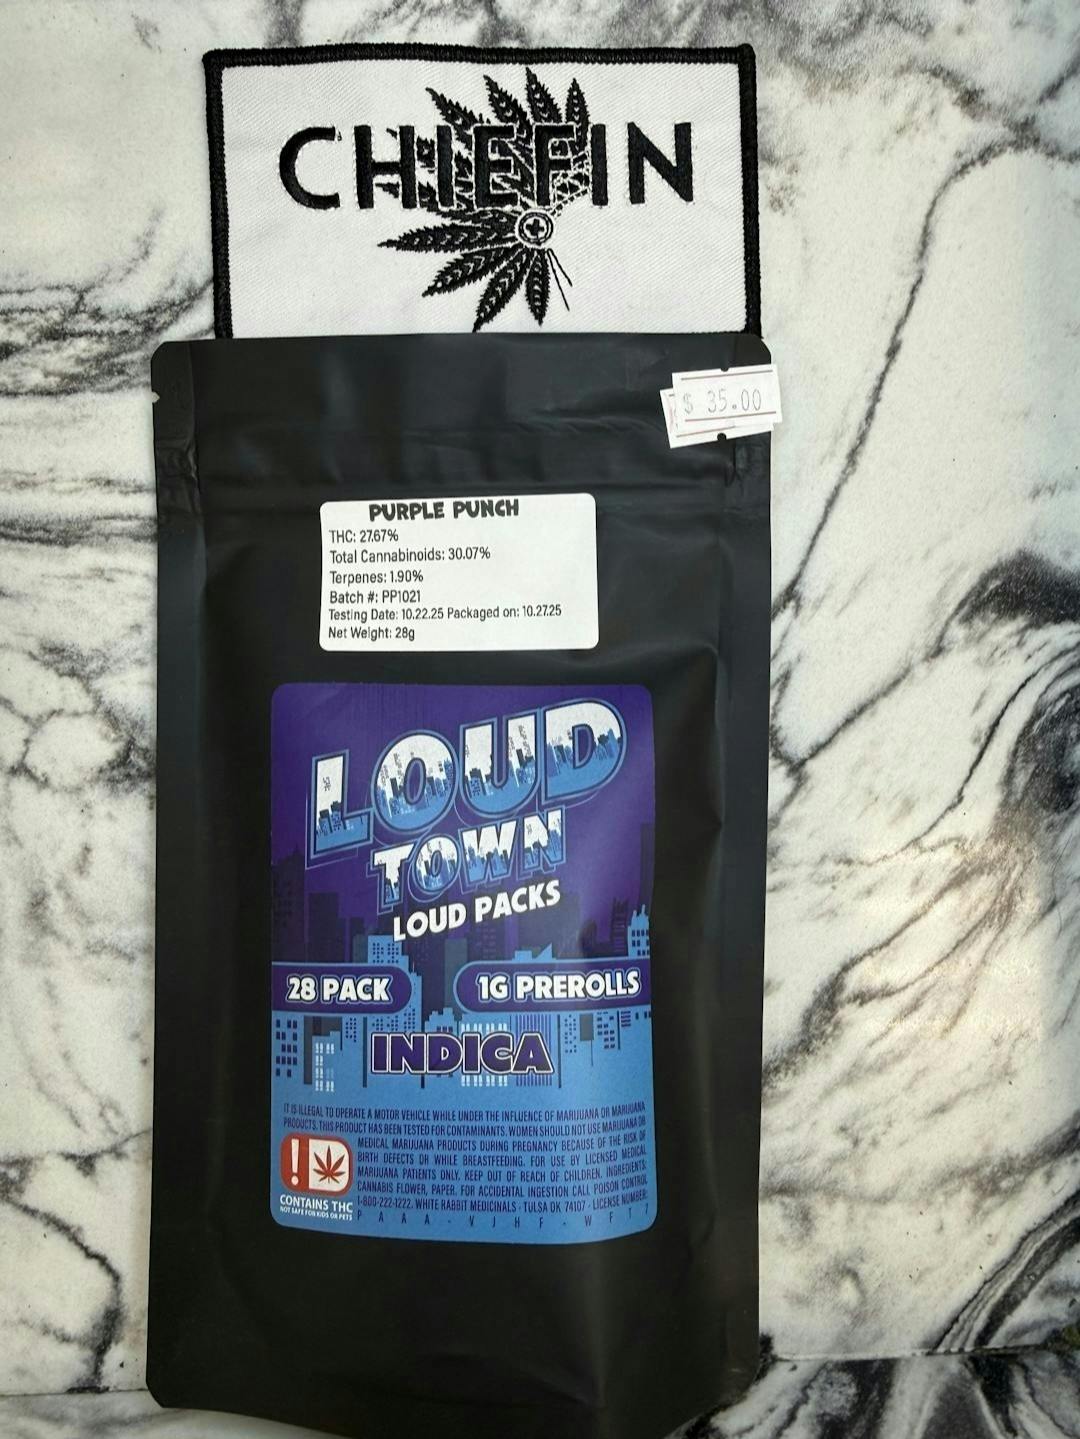 CHIEFIN
$ 35.00
PURPLE PUNCH
THC: 27.67%
Total Cannabinoids: 30.07%
Terpenes: 1.90%
Batch #: PP1021
Testing Date: 10.22.25 Packaged on: 10.27.25
Net Weight: 28g
LOUD
TOWN
LOUD PACKS
28 PACK
1G PREROLLS
INDICA
IT IS ILLEGAL TO OPERATE A MOTOR VEHICLE WHILE UNDER THE INFLUENCE OF MARIJUANA OR MARIJUANA
PRODUCTS. THIS PRODUCT HAS BEEN TESTED FOR CONTAMINANTS. WOMEN SHOULD NOT USE MARIJUANA OR
MEDICAL MARIJUANA PRODUCTS DURING PREGNANCY BECAUSE OF THE RISK OF
BIRTH DEFECTS OR WHILE BREASTFEEDING. FOR USE BY LICENSED MEDICAL
MARIJUANA PATIENTS ONLY. KEEP OUT OF REACH OF CHILDREN. INGREDIENTS:
CANNABIS FLOWER, PAPER. FOR ACCIDENTAL INGESTION CALL POISON CONTROL
1-800-222-1222. WHITE RABBIT MEDICINALS - TULSA OK 74107 - LICENSE NUMBER:
P A A A - V J H F - W F
!
CONTAINS THC
NOT SAFE FOR KIDS OR PETS